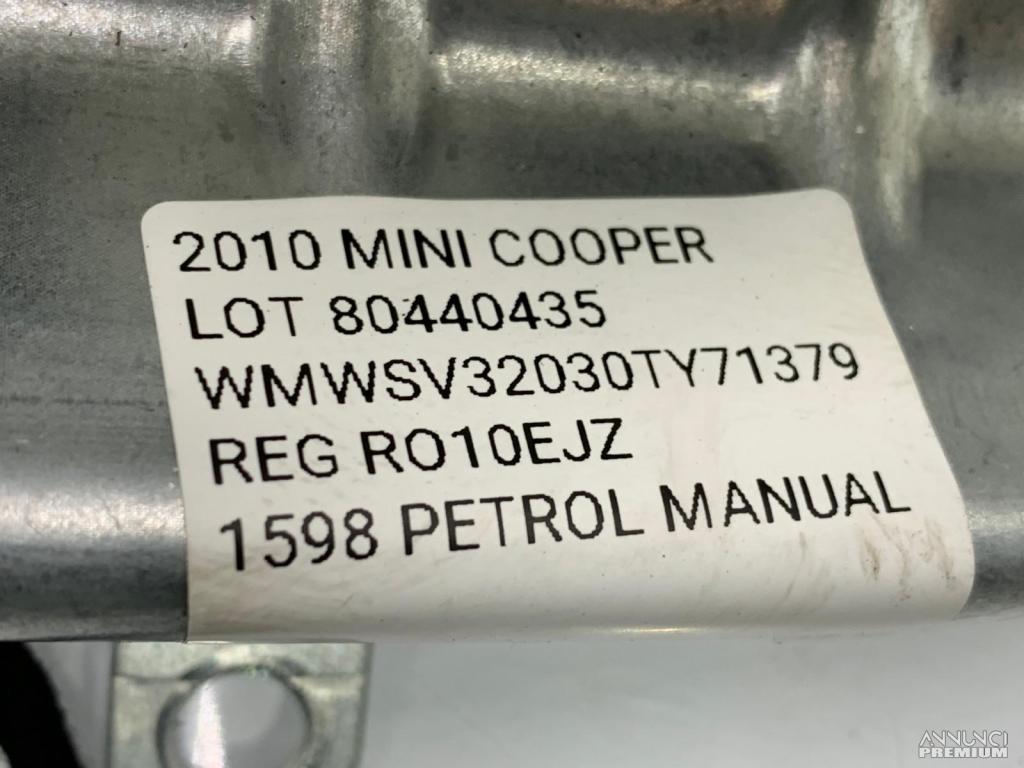 2010 MINI COOPER
LOT 80440435
WMWSV32030TY71379
REG RO10EJZ
1598 PETROL MANUAL
ANNUNCI
PREMIUM